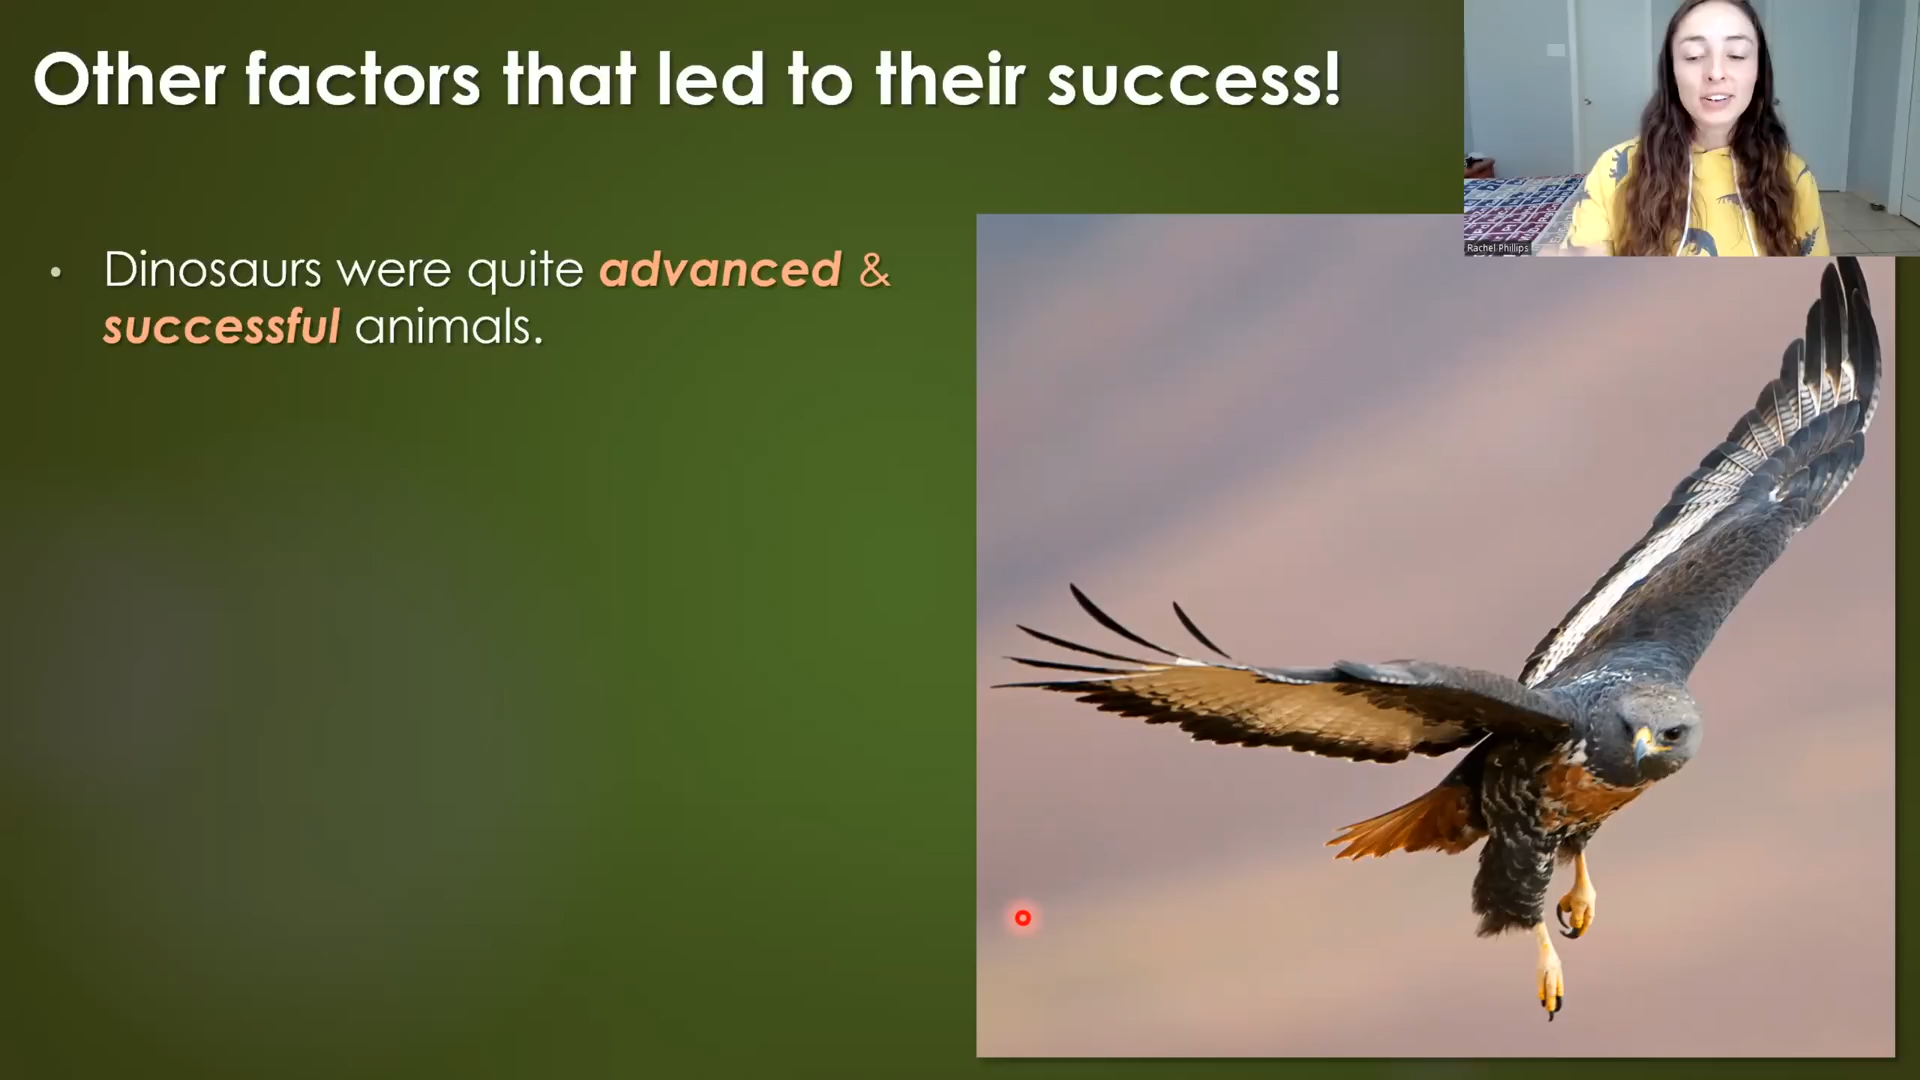 Other factors that led to their success!
Rachel Phillips
• Dinosaurs were quite advanced &
successful animals.